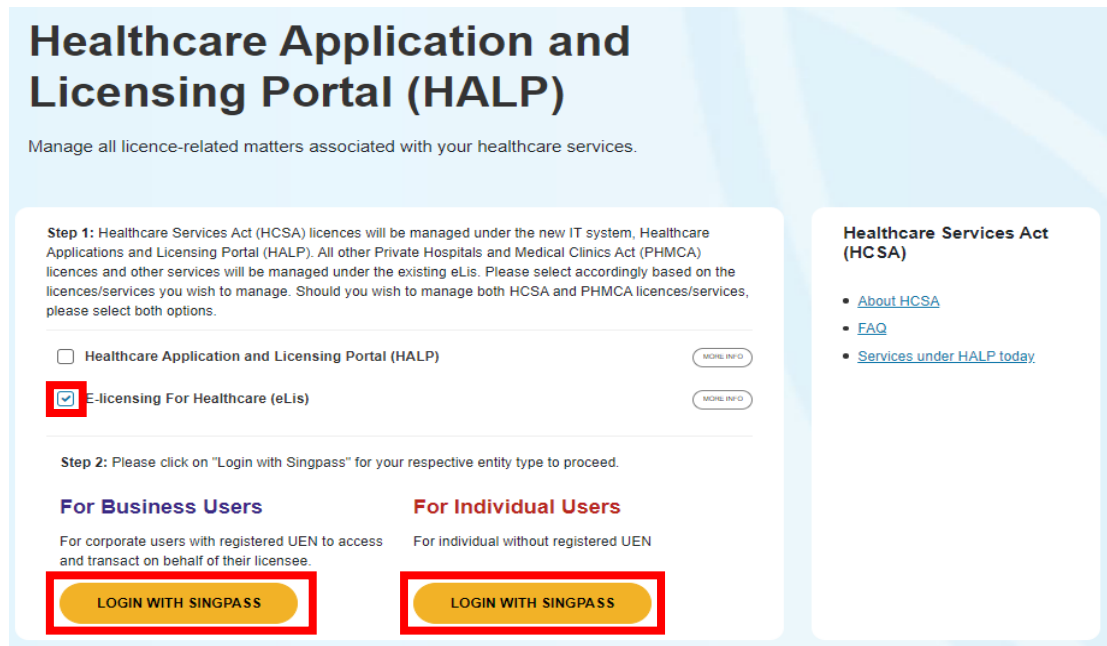 Healthcare Application and
Licensing Portal (HALP)
Manage all licence-related matters associated with your healthcare services.
Step 1: Healthcare Services Act (HCSA) licences will be managed under the new IT system, Healthcare
Applications and Licensing Portal (HALP). All other Private Hospitals and Medical Clinics Act (PHMCA)
licences and other services will be managed under the existing eLis. Please select accordingly based on the
licences/services you wish to manage. Should you wish to manage both HCSA and PHMCA licences/services,
please select both options.
Healthcare Application and Licensing Portal (HALP)
MORE INFO
E-licensing For Healthcare (eLis)
MORE INFO
Step 2: Please click on "Login with Singpass" for your respective entity type to proceed.
For Business Users
For corporate users with registered UEN to access
and transact on behalf of their licensee.
LOGIN WITH SINGPASS
For Individual Users
For individual without registered UEN
LOGIN WITH SINGPASS
Healthcare Services Act
(HCSA)
About HCSA
FAQ
Services under HALP today